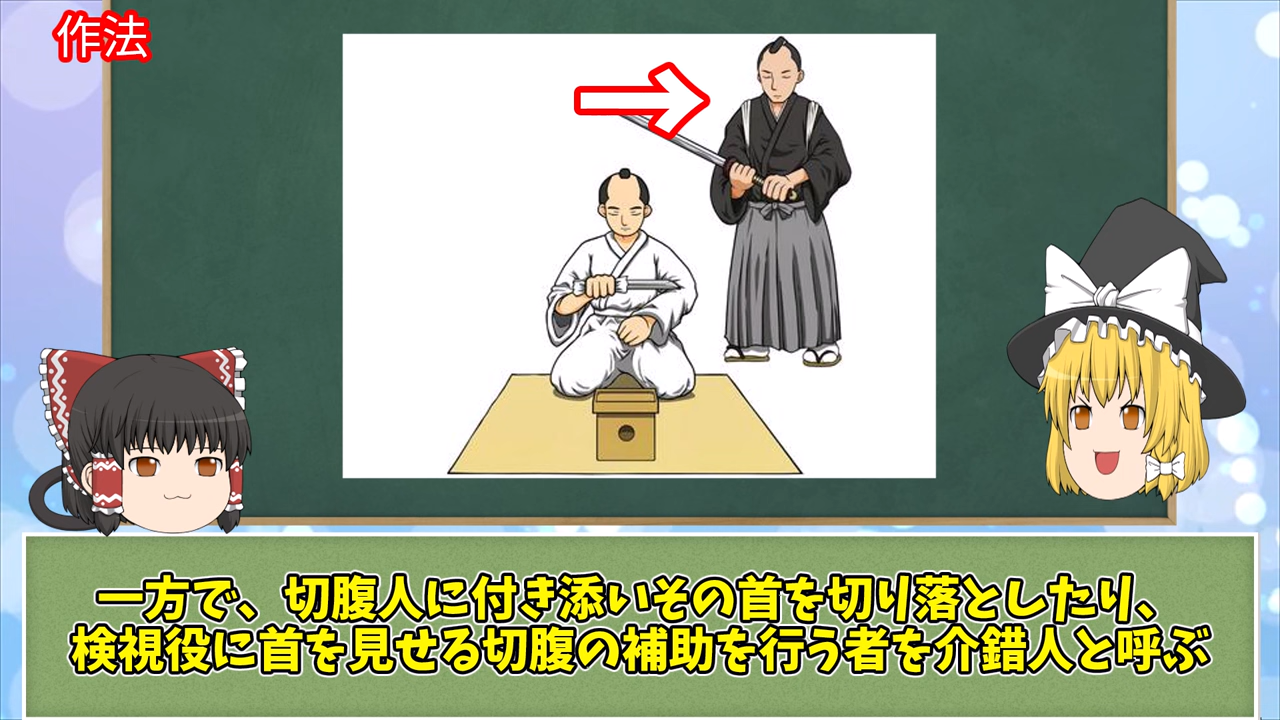 作法
一方で、切腹人に付き添いその首を切り落としたり、
検視役に首を見せる切腹の補助を行う者を介錯人と呼ぶ